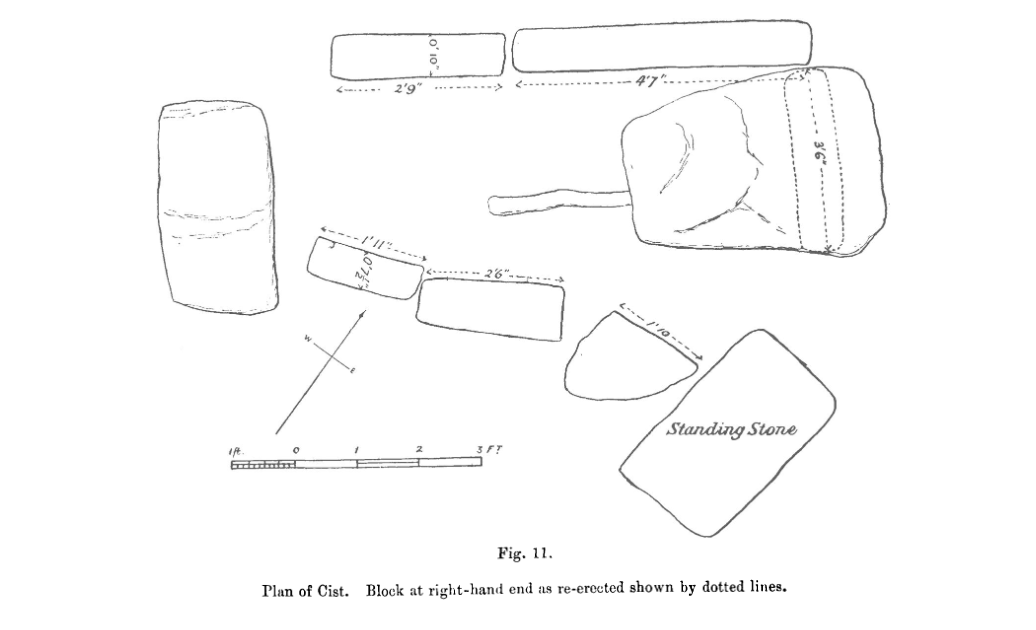 0'10"
2'9"
4'7"
3'6"
1'11"
0'7½"
2'6"
1'10
W
E
Standing Stone
1ft. 0 1 2 3 FT
Fig. 11.
Plan of Cist. Block at right-hand end as re-erected shown by dotted lines.